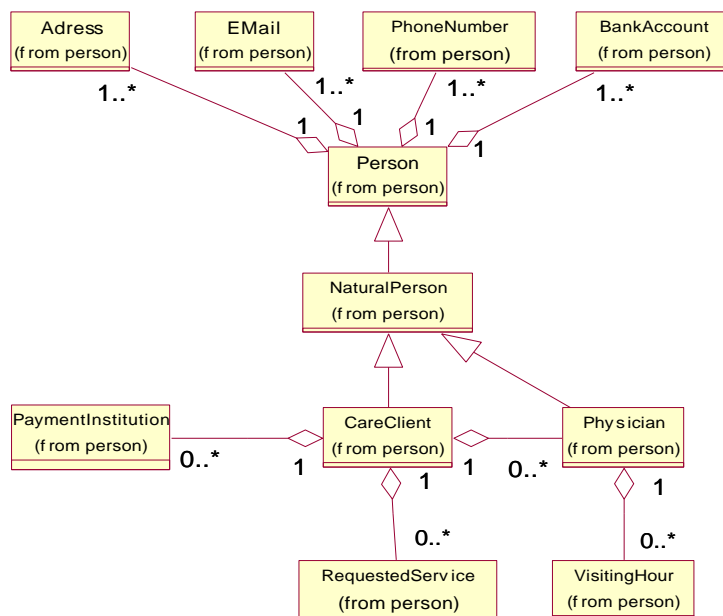 Adress
(f rom person)
EMail
(f rom person)
PhoneNumber
(from person)
BankAccount
(f rom person)
1..*
1..*
1..*
1..*
1
1
1
1
Person
(f rom person)
NaturalPerson
(f rom person)
PaymentInstitution
(f rom person)
CareClient
(f rom person)
Physician
(f rom person)
0..*
1
1
1
0..*
1
0..*
0..*
RequestedService
(from person)
VisitingHour
(f rom person)